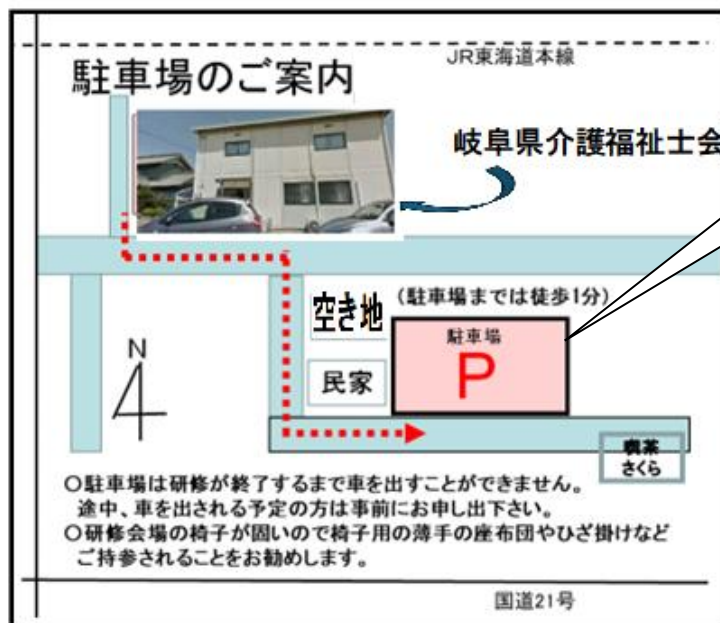 JR東海道本線
駐車場のご案内
岐阜県介護福祉士会
空き地
(駐車場までは徒歩1分)
駐車場
P
民家
N
喫茶
さくら
○駐車場は研修が終了するまで車を出すことができません。
途中、車を出される予定の方は事前にお申し出下さい。
○研修会場の椅子が固いので椅子用の薄手の座布団やひざ掛けなど
ご持参されることをお勧めします。
国道21号